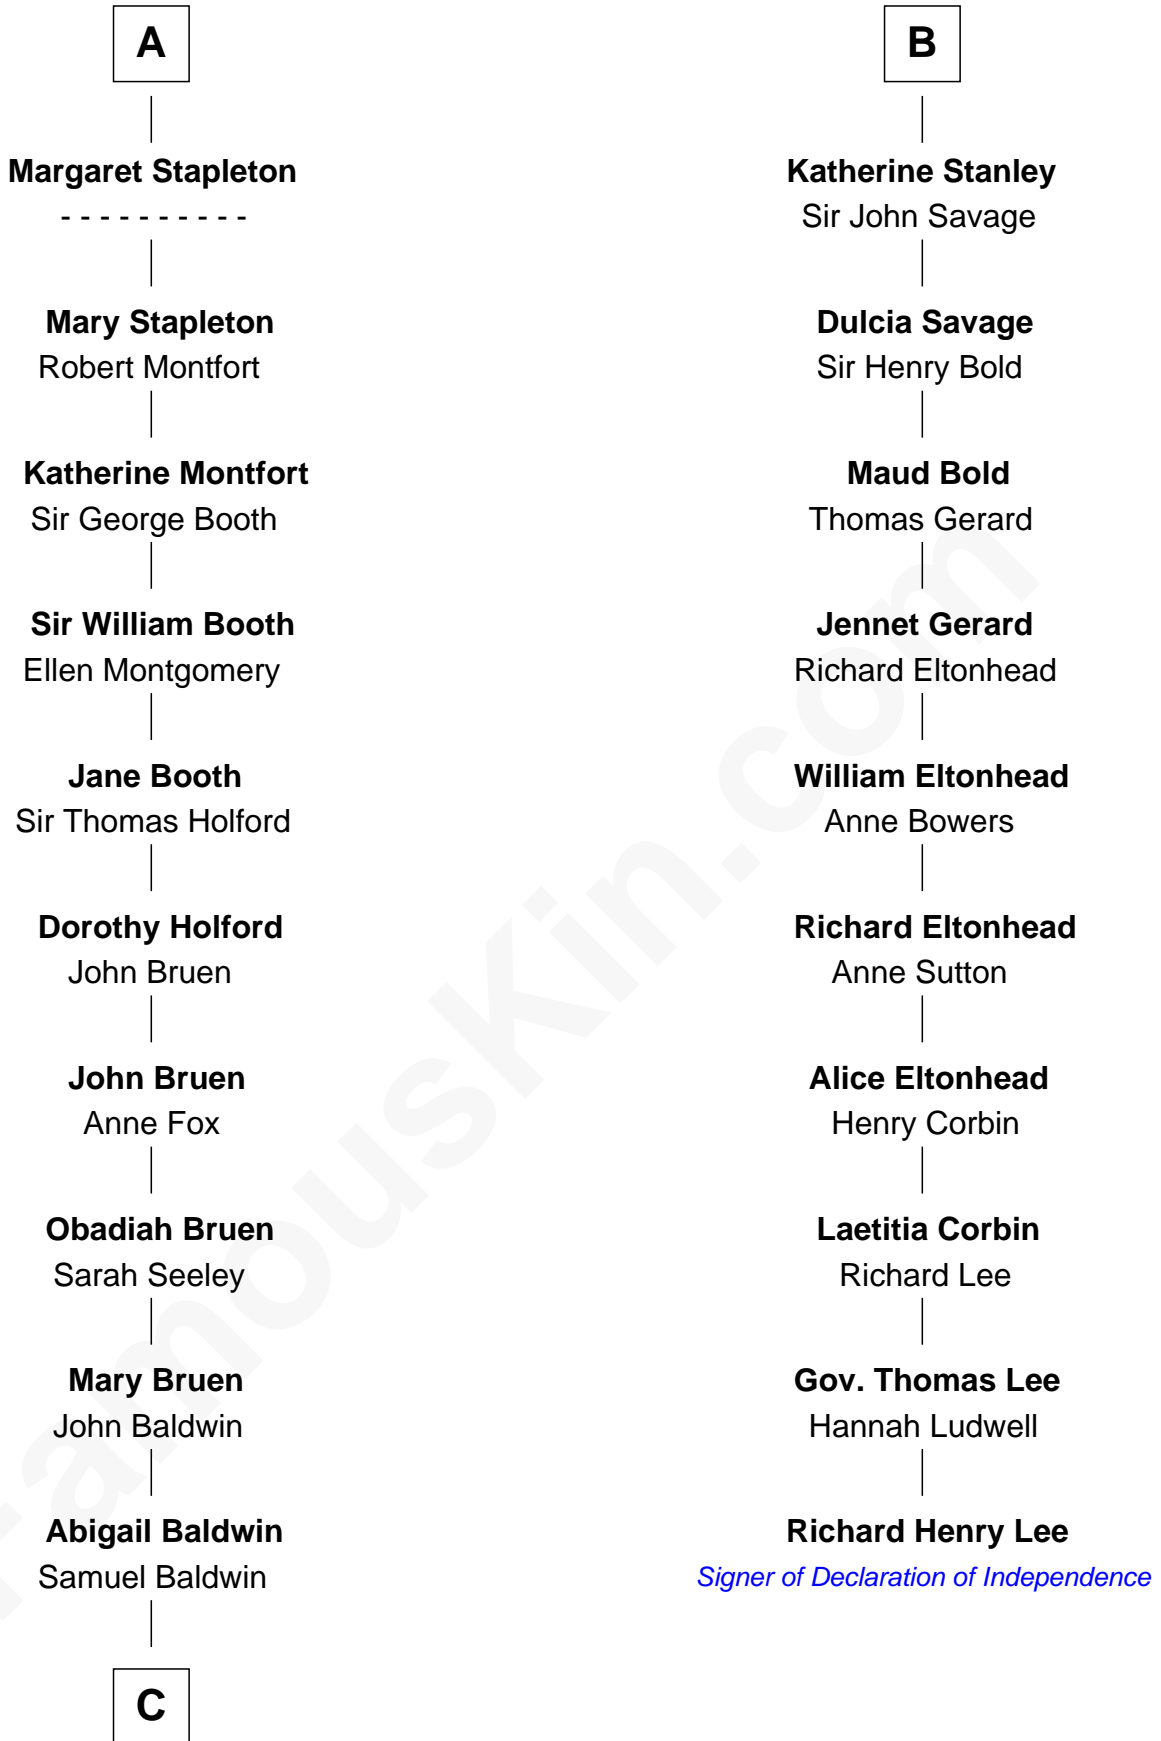 A
Margaret Stapleton
- - - - - - - - - -
Mary Stapleton
Robert Montfort
Katherine Montfort
Sir George Booth
Sir William Booth
Ellen Montgomery
Jane Booth
Sir Thomas Holford
Dorothy Holford
John Bruen
John Bruen
Anne Fox
Obadiah Bruen
Sarah Seeley
Mary Bruen
John Baldwin
Abigail Baldwin
Samuel Baldwin
C
B
Katherine Stanley
Sir John Savage
Dulcia Savage
Sir Henry Bold
Maud Bold
Thomas Gerard
Jennet Gerard
Richard Eltonhead
William Eltonhead
Anne Bowers
Richard Eltonhead
Anne Sutton
Alice Eltonhead
Henry Corbin
Laetitia Corbin
Richard Lee
Gov. Thomas Lee
Hannah Ludwell
Richard Henry Lee
Signer of Declaration of Independence
FamousKin.com